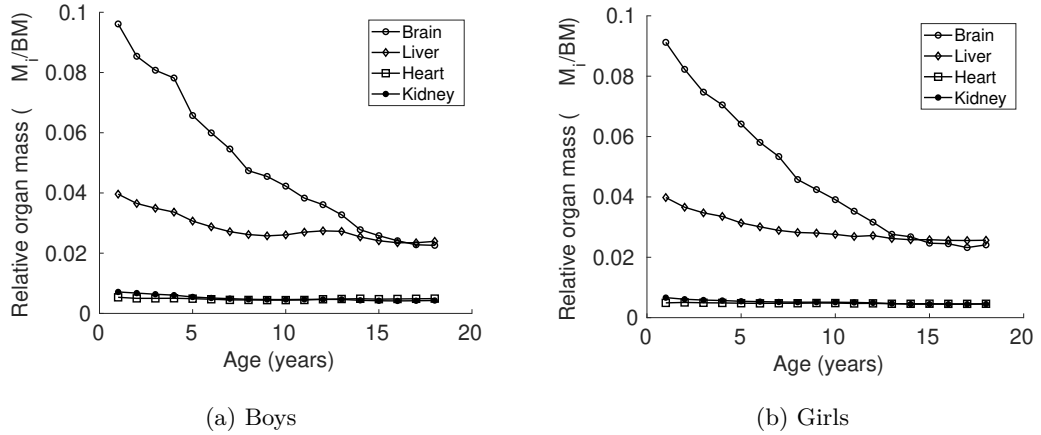 0.1
0.08
0.06
0.04
0.02
0
0 5 10 15 20
Age (years)
Relative organ mass ( M_i/BM)
Brain
Liver
Heart
Kidney
(a) Boys
0.1
0.08
0.06
0.04
0.02
0
0 5 10 15 20
Age (years)
Relative organ mass ( M_i/BM)
Brain
Liver
Heart
Kidney
(b) Girls